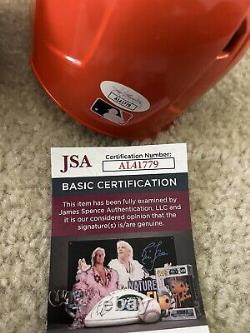 JSA
Certification Number:
AL41779
BASIC CERTIFICATION
This item has been fully examined by
James Spence Authentication, LLC and
it is our considered opinion that the
signature(s) is/are genuine.